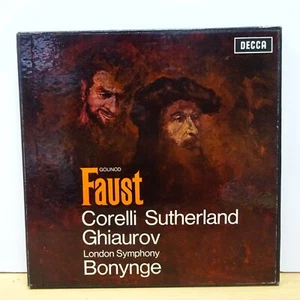 DECCA
GOUNOD
Faust
Corelli Sutherland
Ghiaurov
London Symphony
Bonynge